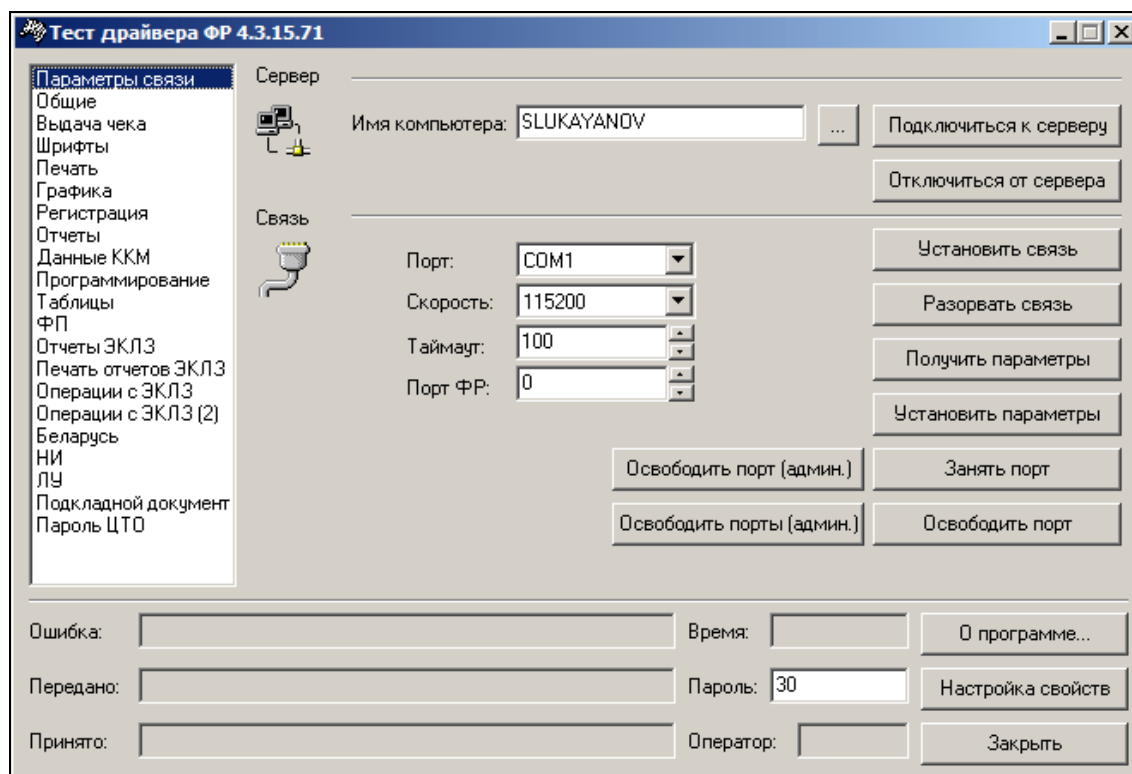 Тест драйвера ФР 4.3.15.71
Параметры связи
Общие
Выдача чека
Шрифты
Печать
Графика
Регистрация
Отчеты
Данные ККМ
Программирование
Таблицы
ФП
Отчеты ЭКЛЗ
Печать отчетов ЭКЛЗ
Операции с ЭКЛЗ
Операции с ЭКЛЗ (2)
Беларусь
НИ
ЛУ
Подкладной документ
Пароль ЦТО
Сервер
Имя компьютера: SLUKAYANOV ... Подключиться к серверу
Отключиться от сервера
Связь
Порт: COM1 Установить связь
Скорость: 115200 Разорвать связь
Таймаут: 100 Получить параметры
Порт ФР: 0 Установить параметры
Освободить порт (админ.) Занять порт
Освободить порты (админ.) Освободить порт
Ошибка: Время: О программе...
Передано: Пароль: 30 Настройка свойств
Принято: Оператор: Закрыть